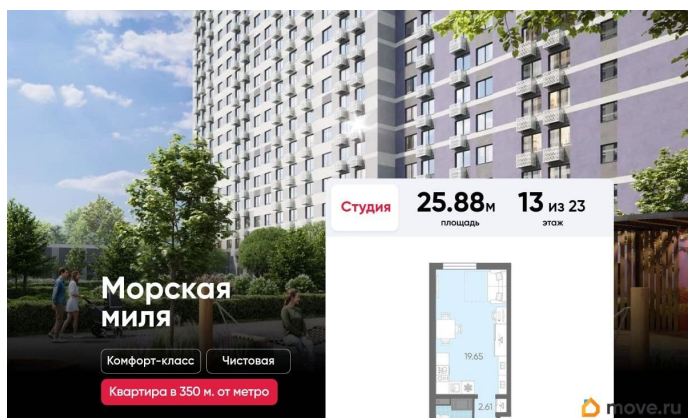 Студия
25.88м
площадь
13 из 23
этаж
Морская
миля
Комфорт-класс
Чистовая
Квартира в 350 м. от метро
19.65
2.61
move.ru